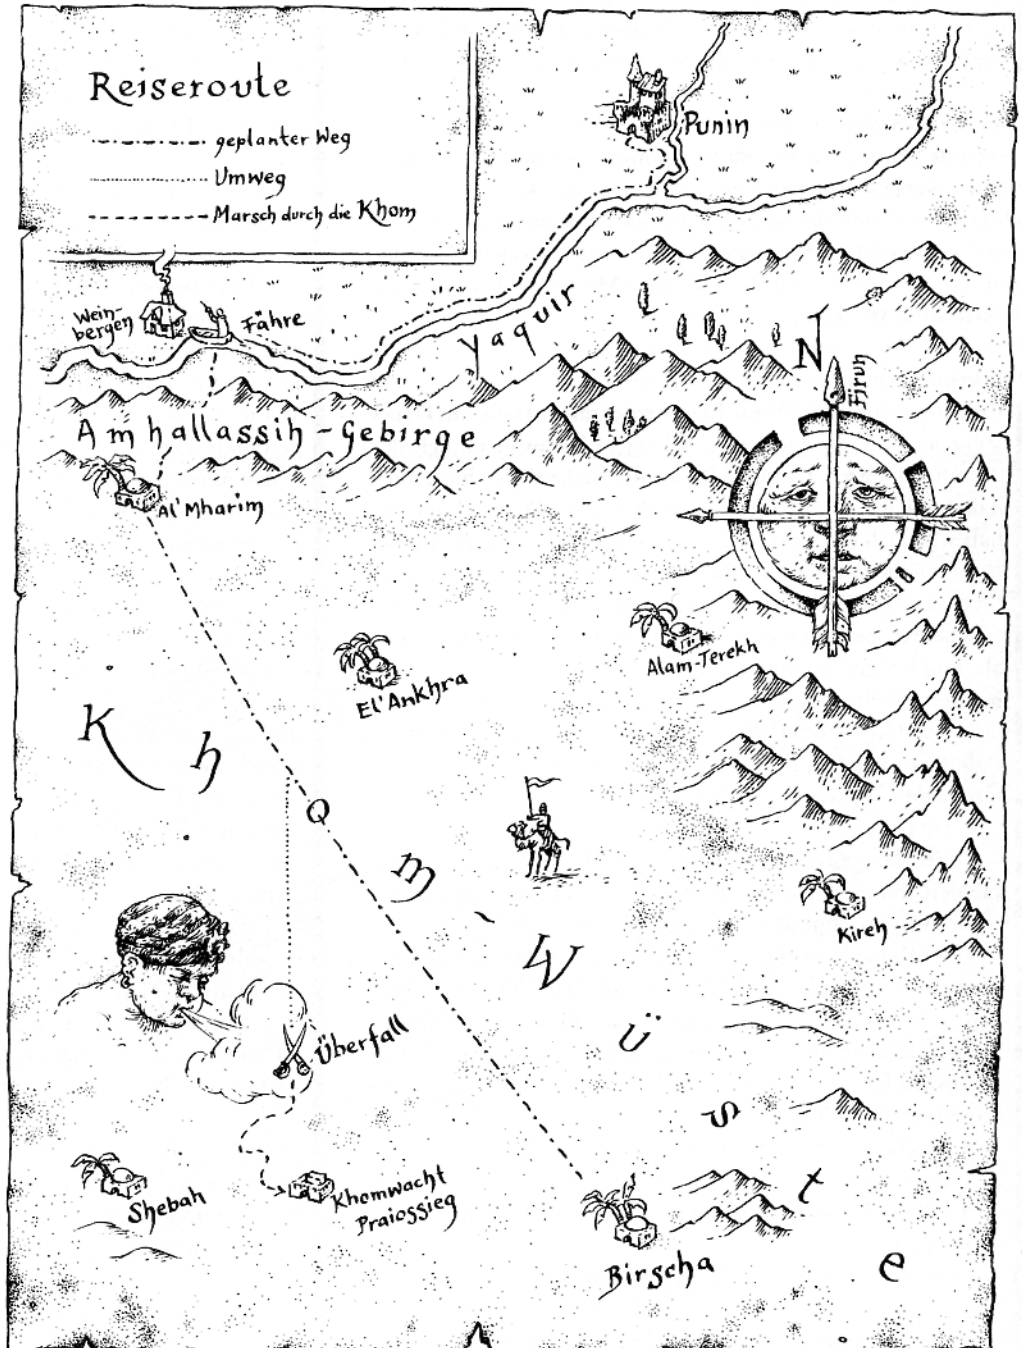 Reiseroute
geplanter Weg
Umweg
Marsch durch die Khom
Punin
Wein-
bergen
Fähre
Yaquir
N
Firun
Amhallassih-Gebirge
Al'Mharim
El'Ankhra
Alam-Terekh
Khom-Wüste
Kireh
Überfall
Shebah
Khomwacht
Praiossieg
Birscha